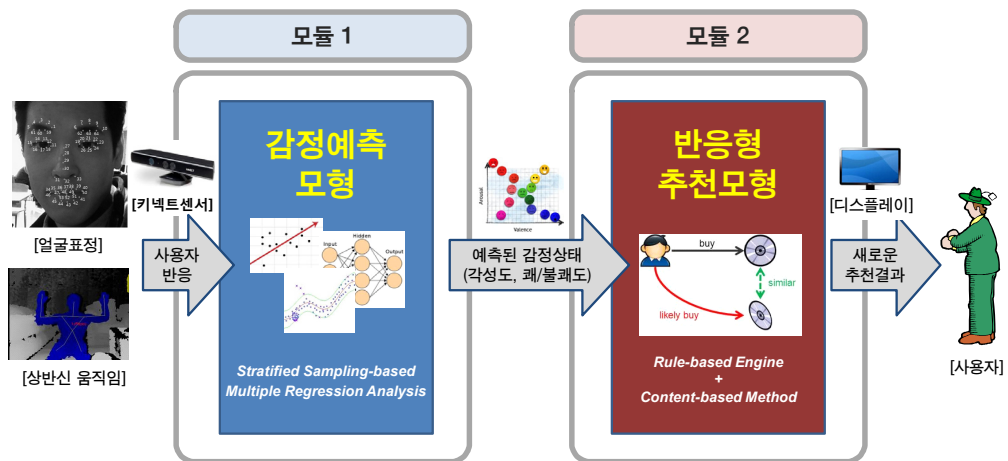 모듈 1
모듈 2
감정예측
모형
반응형
추천모형
[키넥트센서]
[얼굴표정]
사용자
반응
[상반신 움직임]
Input
Hidden
Output
Stratified Sampling-based
Multiple Regression Analysis
Arousal
Valence
예측된 감정상태
(각성도, 쾌/불쾌도)
buy
similar
likely buy
Rule-based Engine
+
Content-based Method
[디스플레이]
새로운
추천결과
[사용자]